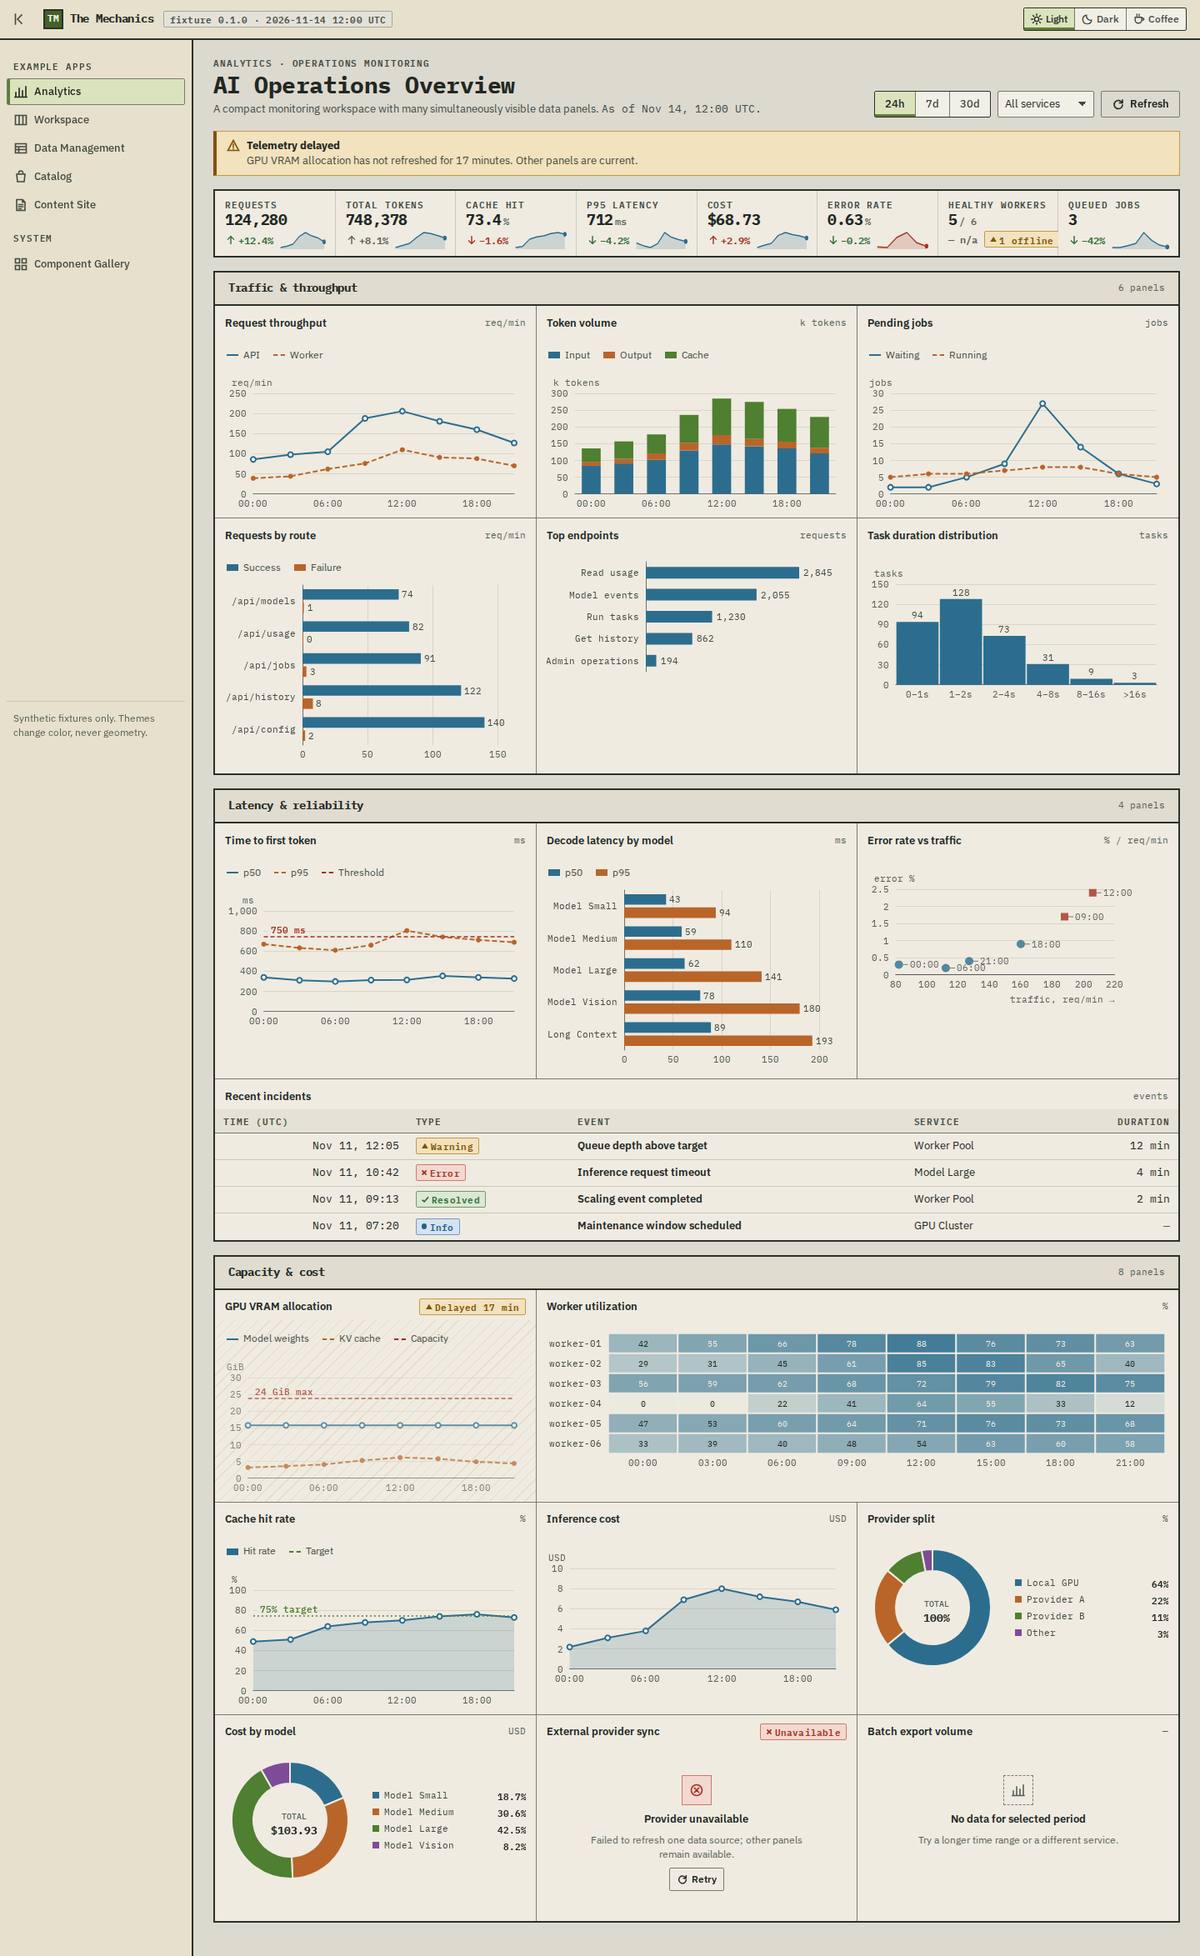 TM The Mechanics fixture 0.1.0 · 2026-11-14 12:00 UTC
Light Dark Coffee
EXAMPLE APPS
Analytics
Workspace
Data Management
Catalog
Content Site
SYSTEM
Component Gallery
Synthetic fixtures only. Themes
change color, never geometry.
ANALYTICS · OPERATIONS MONITORING
AI Operations Overview
A compact monitoring workspace with many simultaneously visible data panels. As of Nov 14, 12:00 UTC.
24h 7d 30d All services Refresh
Telemetry delayed
GPU VRAM allocation has not refreshed for 17 minutes. Other panels are current.
REQUESTS TOTAL TOKENS CACHE HIT P95 LATENCY COST ERROR RATE HEALTHY WORKERS QUEUED JOBS
124,280 748,378 73.4% 712 ms $68.73 0.63% 5 / 6 3
↑ +12.4% ↑ +8.1% ↓ −1.6% ↓ −4.2% ↑ +2.9% ↓ −0.2% — n/a ▲ 1 offline ↓ −42%
Traffic & throughput 6 panels
Request throughput req/min
API Worker
req/min
250
200
150
100
50
0
00:00 06:00 12:00 18:00
Token volume k tokens
Input Output Cache
k tokens
300
250
200
150
100
50
0
00:00 06:00 12:00 18:00
Pending jobs jobs
Waiting Running
jobs
30
25
20
15
10
5
0
00:00 06:00 12:00 18:00
Requests by route req/min
Success Failure
/api/models 74
1
/api/usage 82
0
/api/jobs 91
3
/api/history 122
8
/api/config 140
2
0 50 100 150
Top endpoints requests
Read usage 2,845
Model events 2,055
Run tasks 1,230
Get history 862
Admin operations 194
Task duration distribution tasks
tasks
150
120
90
60
30
0
94 128 73 31 9 3
0–1s 1–2s 2–4s 4–8s 8–16s >16s
Latency & reliability 4 panels
Time to first token ms
p50 p95 Threshold
ms
1,000
800
600
400
200
0
750 ms
00:00 06:00 12:00 18:00
Decode latency by model ms
p50 p95
Model Small 43
94
Model Medium 59
110
Model Large 62
141
Model Vision 78
180
Long Context 89
193
0 50 100 150 200
Error rate vs traffic % / req/min
error %
2.5
2
1.5
1
0.5
0
12:00
09:00
18:00
21:00
00:00
06:00
80 100 120 140 160 180 200 220
traffic, req/min →
Recent incidents events
TIME (UTC) TYPE EVENT SERVICE DURATION
Nov 11, 12:05 Warning Queue depth above target Worker Pool 12 min
Nov 11, 10:42 Error Inference request timeout Model Large 4 min
Nov 11, 09:13 Resolved Scaling event completed Worker Pool 2 min
Nov 11, 07:20 Info Maintenance window scheduled GPU Cluster —
Capacity & cost 8 panels
GPU VRAM allocation Delayed 17 min
Model weights KV cache Capacity
GiB
30
25
20
15
10
5
0
24 GiB max
00:00 06:00 12:00 18:00
Worker utilization %
worker-01 42 55 66 78 88 76 73 63
worker-02 29 31 45 61 85 83 65 40
worker-03 56 59 62 68 72 79 82 75
worker-04 0 0 22 41 64 55 33 12
worker-05 47 53 60 64 71 76 73 68
worker-06 33 39 40 48 54 63 60 58
00:00 03:00 06:00 09:00 12:00 15:00 18:00 21:00
Cache hit rate %
Hit rate Target
%
100
80
60
40
20
0
75% target
00:00 06:00 12:00 18:00
Inference cost USD
USD
10
8
6
4
2
0
00:00 06:00 12:00 18:00
Provider split %
TOTAL
100%
Local GPU 64%
Provider A 22%
Provider B 11%
Other 3%
Cost by model USD
TOTAL
$103.93
Model Small 18.7%
Model Medium 30.6%
Model Large 42.5%
Model Vision 8.2%
External provider sync Unavailable
Provider unavailable
Failed to refresh one data source; other panels
remain available.
Retry
Batch export volume —
No data for selected period
Try a longer time range or a different service.